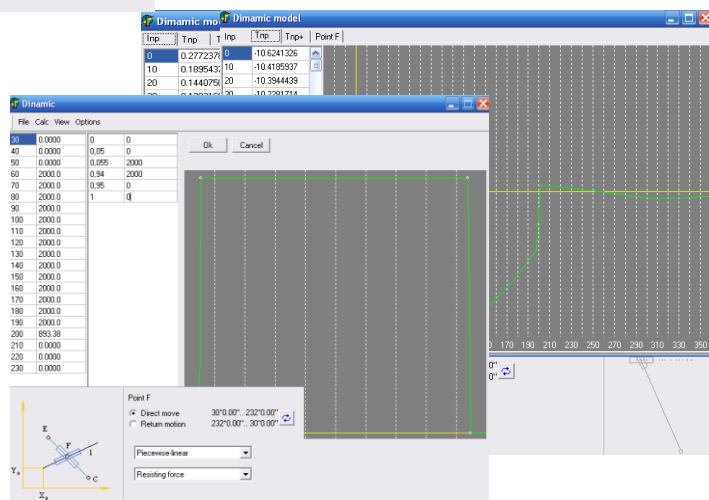 Dimamic mo
Dimamic model
Inp Tnp T
Inp Tnp Tnp+ Point F
0 0.2772378
10 0.189543
20 0.1440758
0 -10.6241326
10 -10.4185937
20 -10.3944439
30 -10.2281714
170 190 210 230 250 270 290 310 330 350
Dinamic
File Calc View Options
Ok Cancel
30 0.0000 0 0
40 0.0000 0,05 0
50 0.0000 0,055 2000
60 2000.0 0,94 2000
70 2000.0 0,95 0
80 2000.0 1 0
90 2000.0
100 2000.0
110 2000.0
120 2000.0
130 2000.0
140 2000.0
150 2000.0
160 2000.0
170 2000.0
180 2000.0
190 2000.0
200 893.38
210 0.0000
220 0.0000
230 0.0000
Point F
Direct move 30°0.00".. 232°0.00"
Return motion 232°0.00".. 30°0.00"
Piecewise-linear
Resisting force
E
F
1
C
Y
X